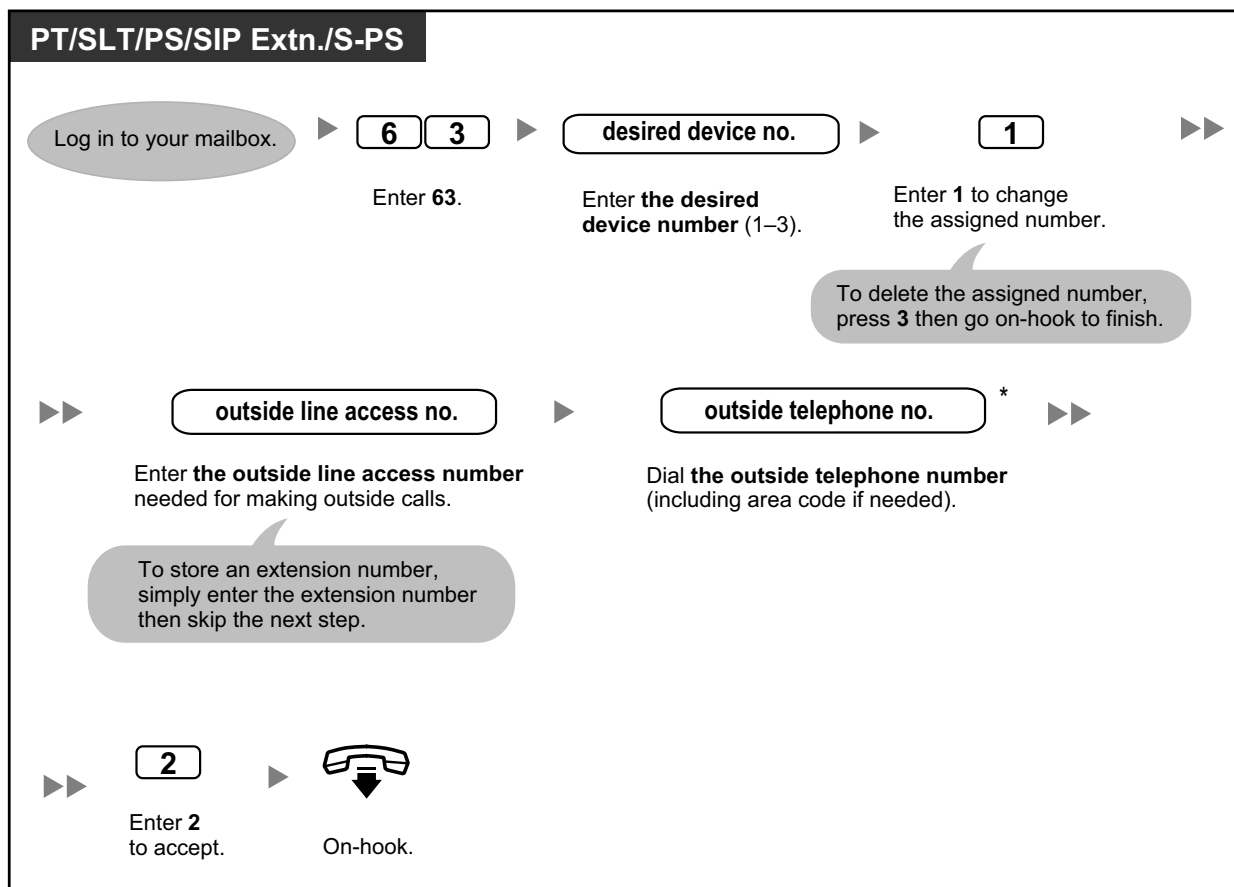 PT/SLT/PS/SIP Extn./S-PS
Log in to your mailbox.
6 3
desired device no.
1
Enter 63.
Enter the desired
device number (1–3).
Enter 1 to change
the assigned number.
To delete the assigned number,
press 3 then go on-hook to finish.
outside line access no.
outside telephone no. *
Enter the outside line access number
needed for making outside calls.
Dial the outside telephone number
(including area code if needed).
To store an extension number,
simply enter the extension number
then skip the next step.
2
Enter 2
to accept.
On-hook.